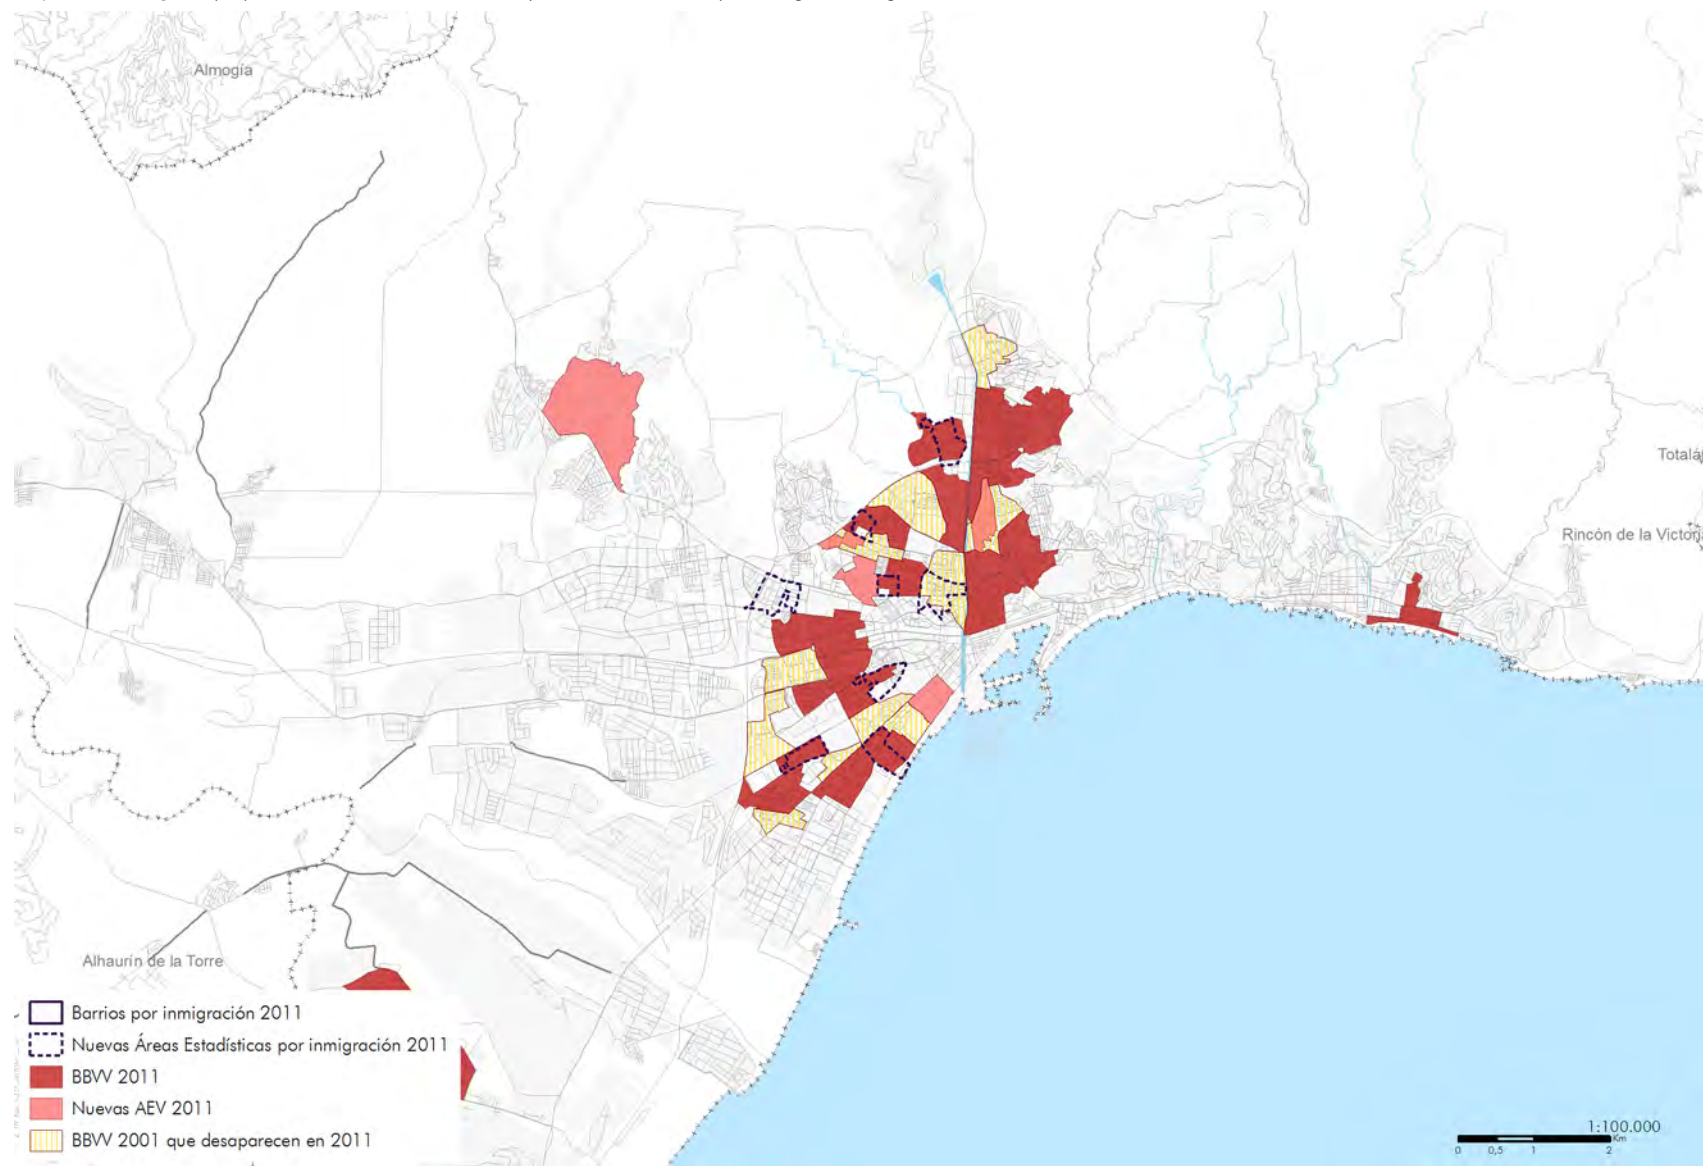 Almogía
Totalá
Rincón de la Victoria
Alhaurín de la Torre
Barrios por inmigración 2011
Nuevas Áreas Estadísticas por inmigración 2011
BBVV 2011
Nuevas AEV 2011
BBVV 2001 que desaparecen en 2011
1:100.000
Km
0 0,5 1 2